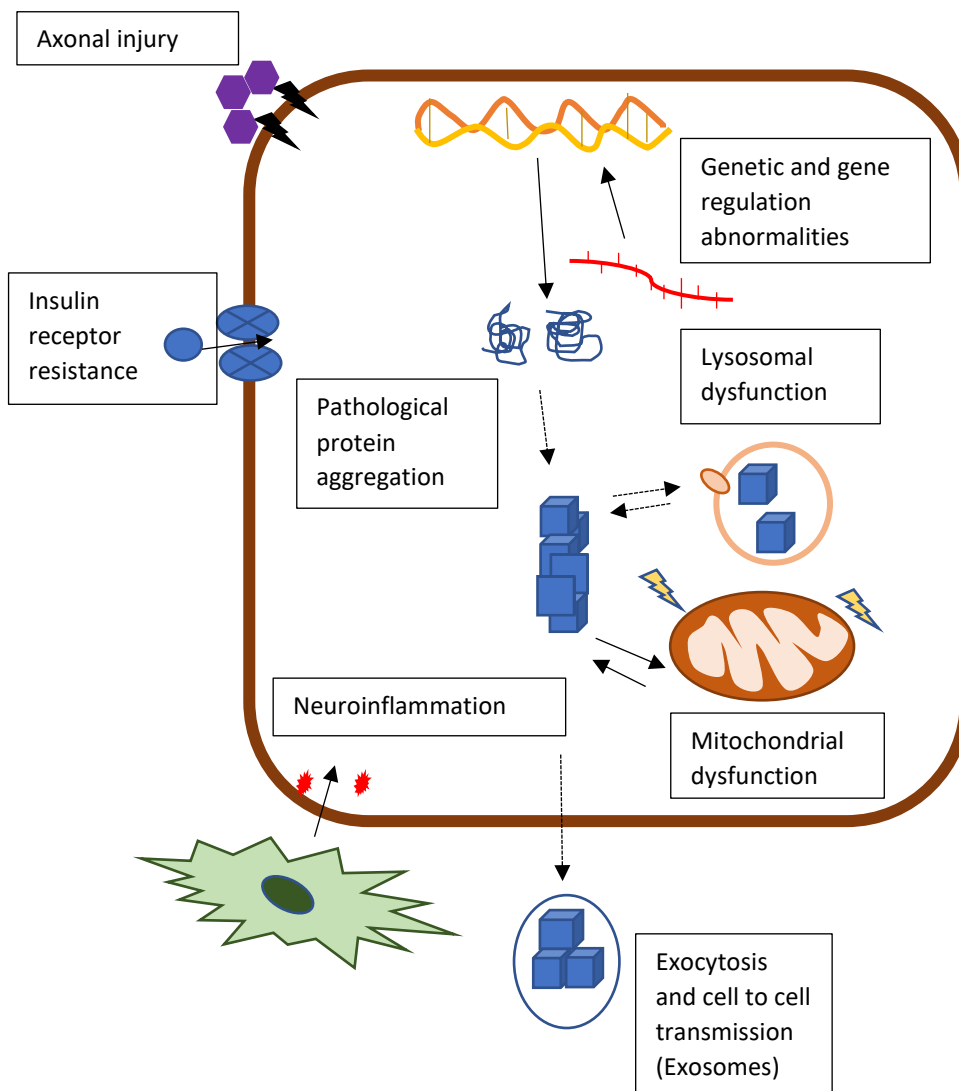 Axonal injury
Genetic and gene
regulation
abnormalities
Insulin
receptor
resistance
Lysosomal
dysfunction
Pathological
protein
aggregation
Neuroinflammation
Mitochondrial
dysfunction
Exocytosis
and cell to cell
transmission
(Exosomes)